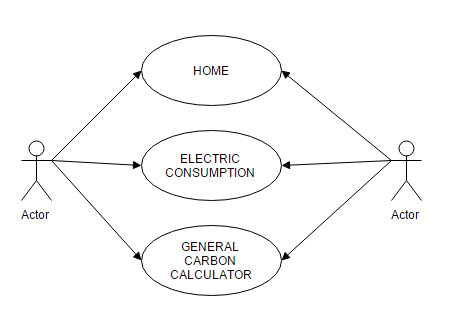 HOME
ELECTRIC
CONSUMPTION
Actor
Actor
GENERAL
CARBON
CALCULATOR